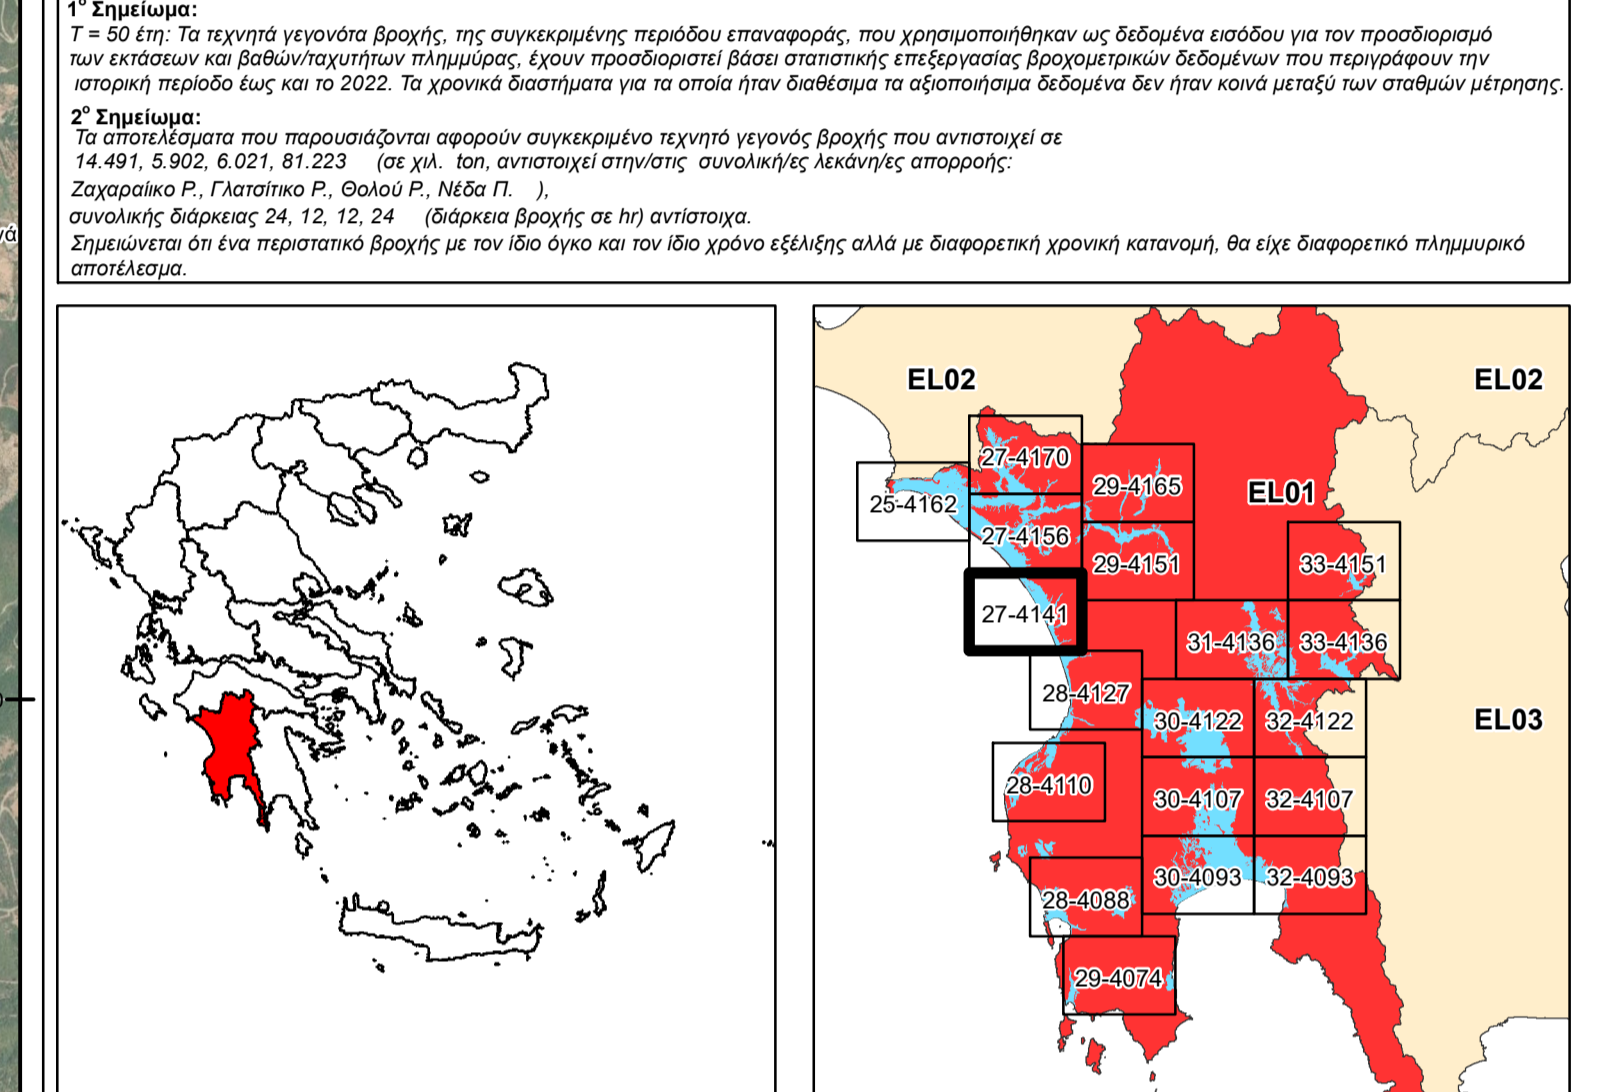 1ο Σημείωμα:
T = 50 έτη: Τα τεχνητά γεγονότα βροχής, της συγκεκριμένης περιόδου επαναφοράς, που χρησιμοποιήθηκαν ως δεδομένα εισόδου για τον προσδιορισμό
των εκτάσεων και βαθών/ταχυτήτων πλημμύρας, έχουν προσδιοριστεί βάσει στατιστικής επεξεργασίας βροχομετρικών δεδομένων που περιγράφουν την
ιστορική περίοδο έως και το 2022. Τα χρονικά διαστήματα για τα οποία ήταν διαθέσιμα τα αξιοποιήσιμα δεδομένα δεν ήταν κοινά μεταξύ των σταθμών μέτρησης.
2ο Σημείωμα:
Τα αποτελέσματα που παρουσιάζονται αφορούν συγκεκριμένο τεχνητό γεγονός βροχής που αντιστοιχεί σε
14.491, 5.902, 6.021, 81.223 (σε χιλ. ton, αντιστοιχεί στην/στις συνολική/ες λεκάνη/ες απορροής:
Ζαχαραίικο Ρ., Γλατσίτικο Ρ., Θολού Ρ., Νέδα Π. ),
συνολικής διάρκειας 24, 12, 12, 24 (διάρκεια βροχής σε hr) αντίστοιχα.
Σημειώνεται ότι ένα περιστατικό βροχής με τον ίδιο όγκο και τον ίδιο χρόνο εξέλιξης αλλά με διαφορετική χρονική κατανομή, θα είχε διαφορετικό πλημμυρικό
αποτέλεσμα.
EL02
EL02
27-4170
29-4165
EL01
25-4162
27-4156
29-4151
33-4151
27-4141
31-4136
33-4136
28-4127
30-4122
32-4122
EL03
28-4110
30-4107
32-4107
30-4093
32-4093
28-4088
29-4074